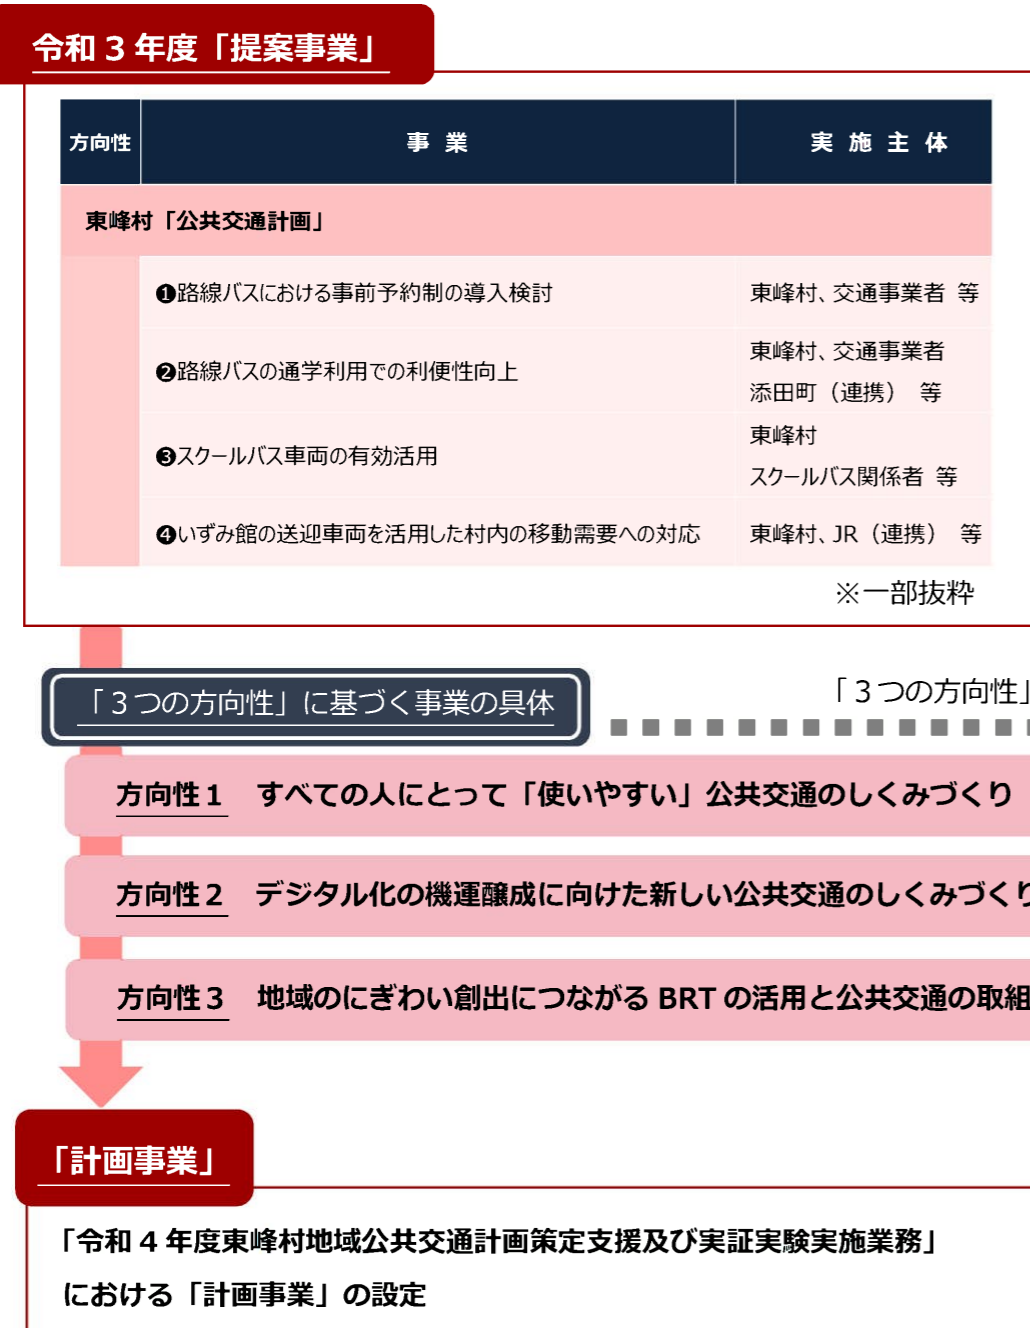 令和３年度「提案事業」
方向性 事 業 実 施 主 体
東峰村「公共交通計画」
❶路線バスにおける事前予約制の導入検討 東峰村、交通事業者 等
❷路線バスの通学利用での利便性向上 東峰村、交通事業者
添田町（連携） 等
❸スクールバス車両の有効活用 東峰村
スクールバス関係者 等
❹いずみ館の送迎車両を活用した村内の移動需要への対応 東峰村、JR（連携） 等
※一部抜粋
「３つの方向性」に基づく事業の具体
「３つの方向性」
方向性１ すべての人にとって「使いやすい」公共交通のしくみづくり
方向性２ デジタル化の機運醸成に向けた新しい公共交通のしくみづくり
方向性３ 地域のにぎわい創出につながる BRT の活用と公共交通の取組
「計画事業」
「令和４年度東峰村地域公共交通計画策定支援及び実証実験実施業務」
における「計画事業」の設定